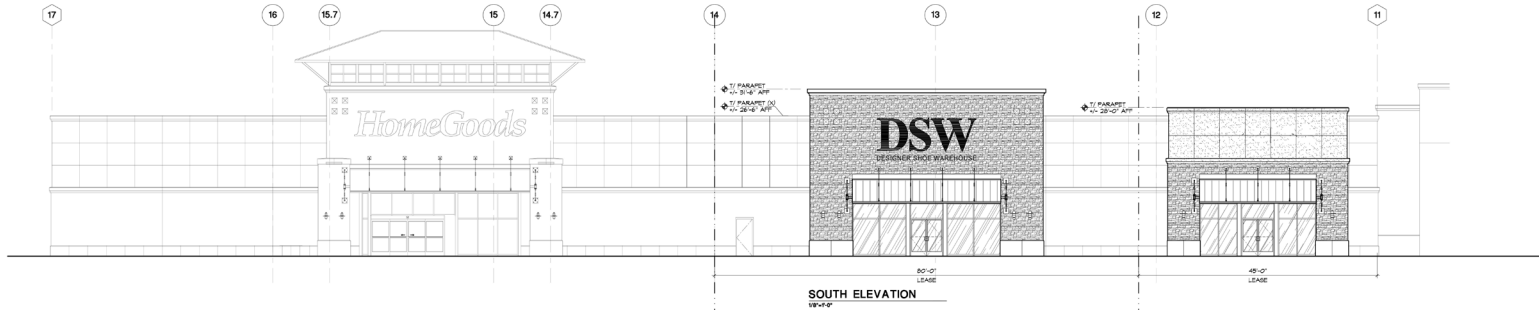 17
16
15.7
15
14.7
14
13
12
11
T/ PARAPET
+/- 31'-6" AFF
T/ PARAPET (X)
+/- 26'-6" AFF
T/ PARAPET
+/- 28'-0" AFF
HomeGoods
DSW
DESIGNER SHOE WAREHOUSE
80'-0"
LEASE
45'-0"
LEASE
SOUTH ELEVATION
1/8"=1'-0"